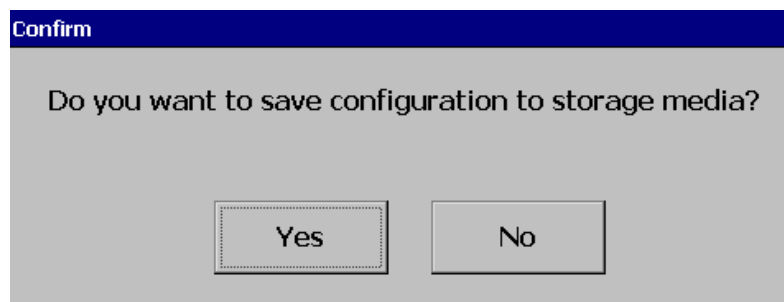 Confirm
Do you want to save configuration to storage media?
Yes
No